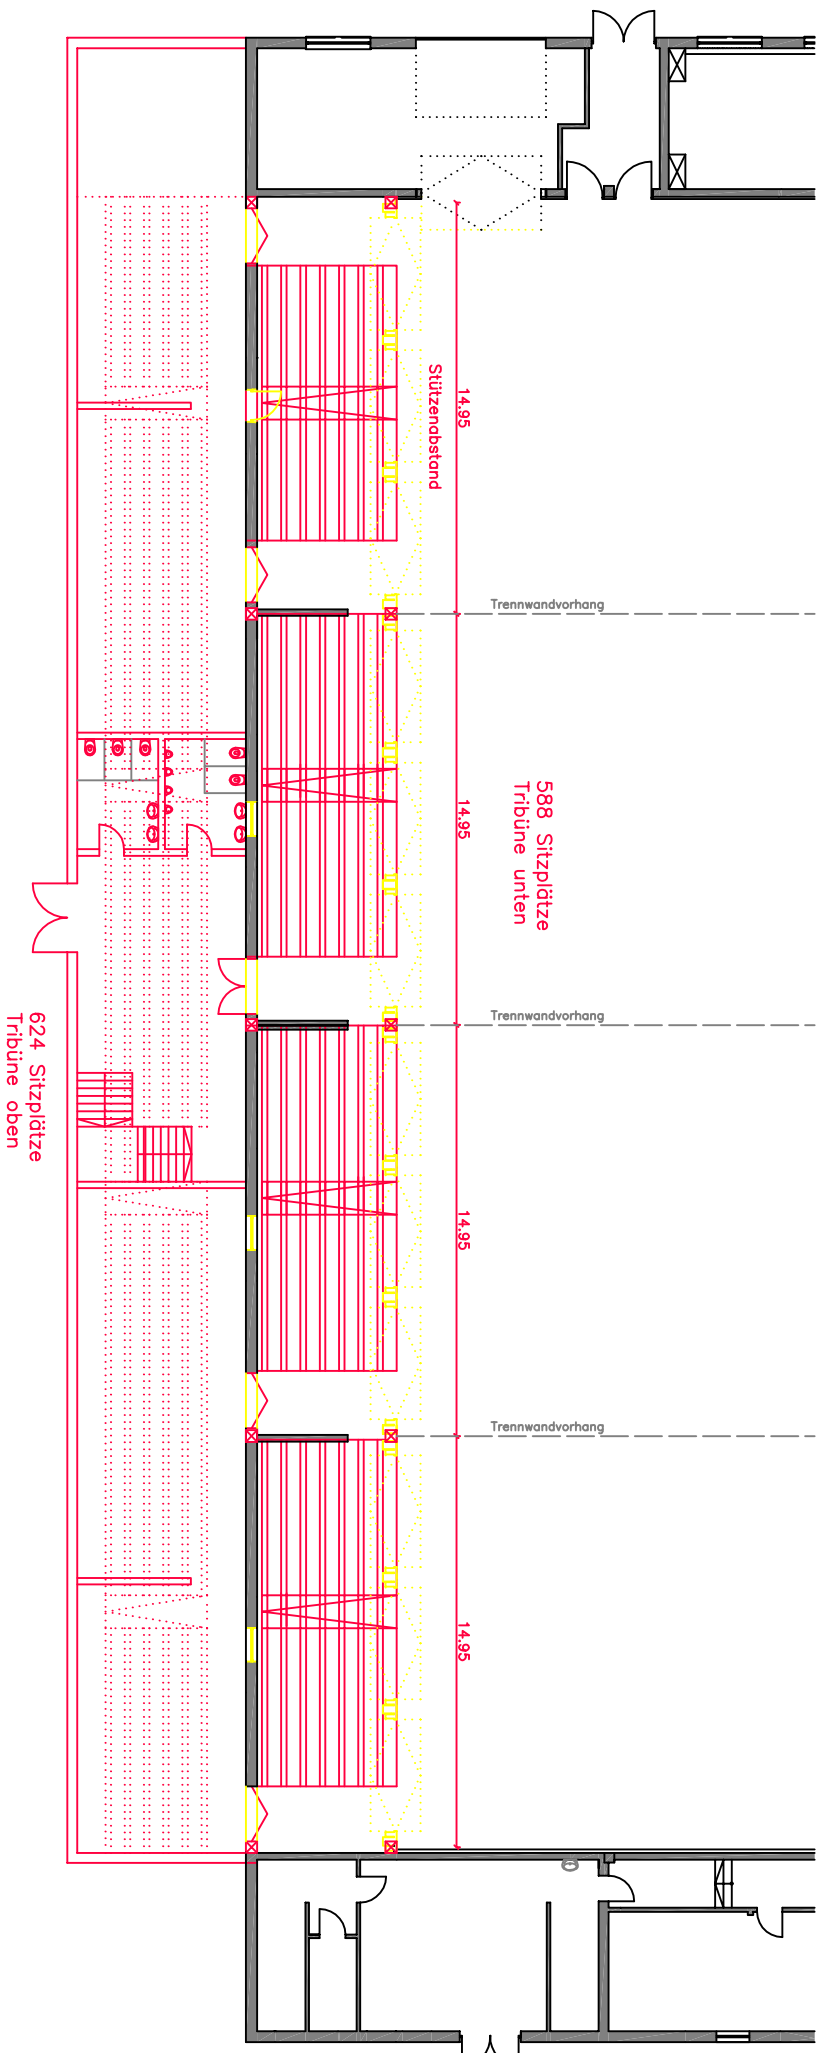 14.95
Stützenabstand
Trennwandvorhang
588 Sitzplätze
Tribüne unten
14.95
Trennwandvorhang
624 Sitzplätze
Tribüne oben
14.95
Trennwandvorhang
14.95